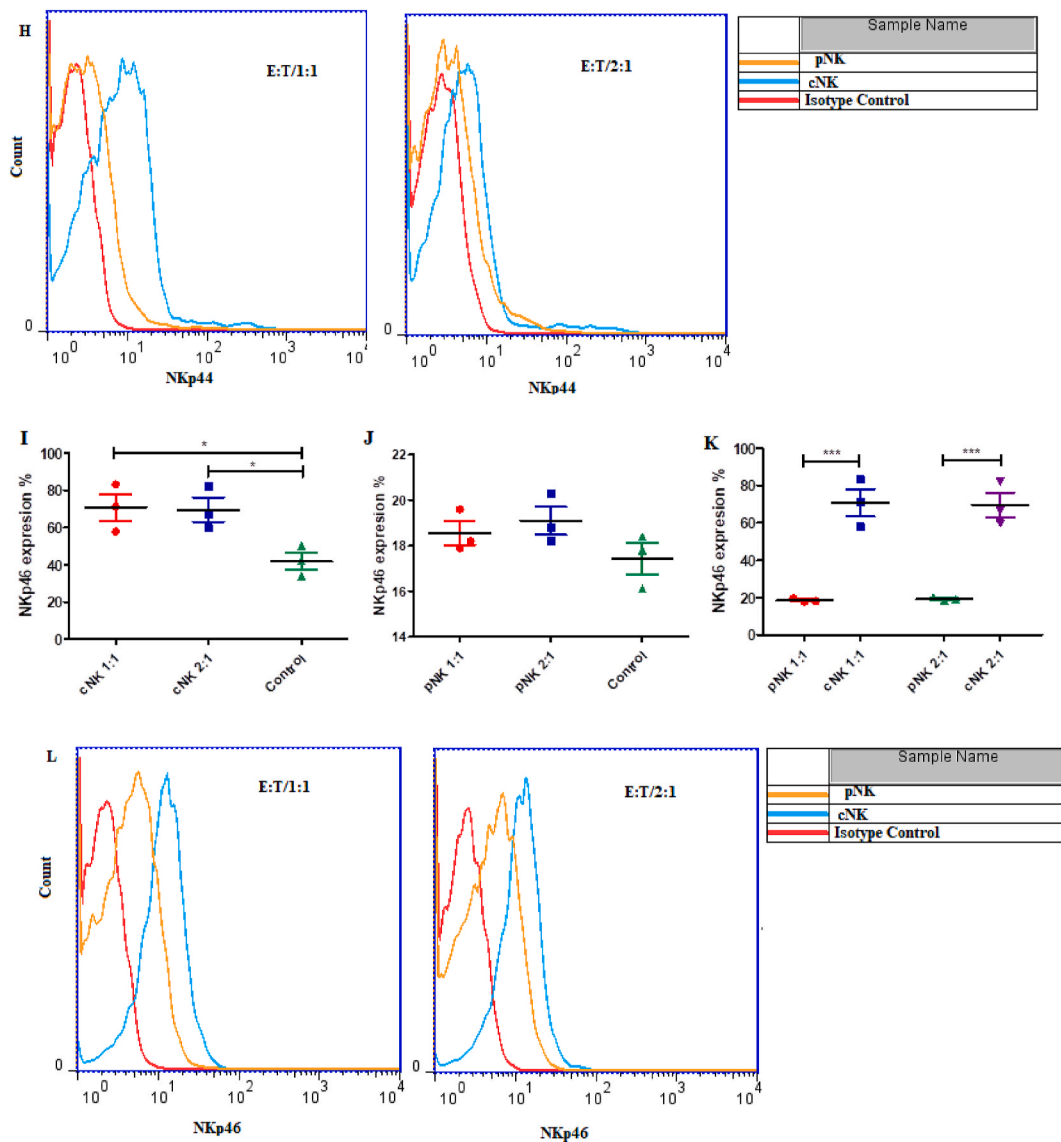 H
E:T/1:1
Count
0
10^0 10^1 10^2 10^3 10^4
NKp44
E:T/2:1
0
10^0 10^1 10^2 10^3 10^4
NKp44
Sample Name
pNK
cNK
Isotype Control
I
NKp46 expresion %
100
80
60
40
20
0
*
*
cNK 1:1
cNK 2:1
Control
J
NKp46 expresion %
22
20
18
16
14
pNK 1:1
pNK 2:1
Control
K
NKp46 expresion %
100
80
60
40
20
0
***
***
pNK 1:1
cNK 1:1
pNK 2:1
cNK 2:1
L
E:T/1:1
Count
0
10^0 10^1 10^2 10^3 10^4
NKp46
E:T/2:1
0
10^0 10^1 10^2 10^3 10^4
NKp46
Sample Name
pNK
cNK
Isotype Control